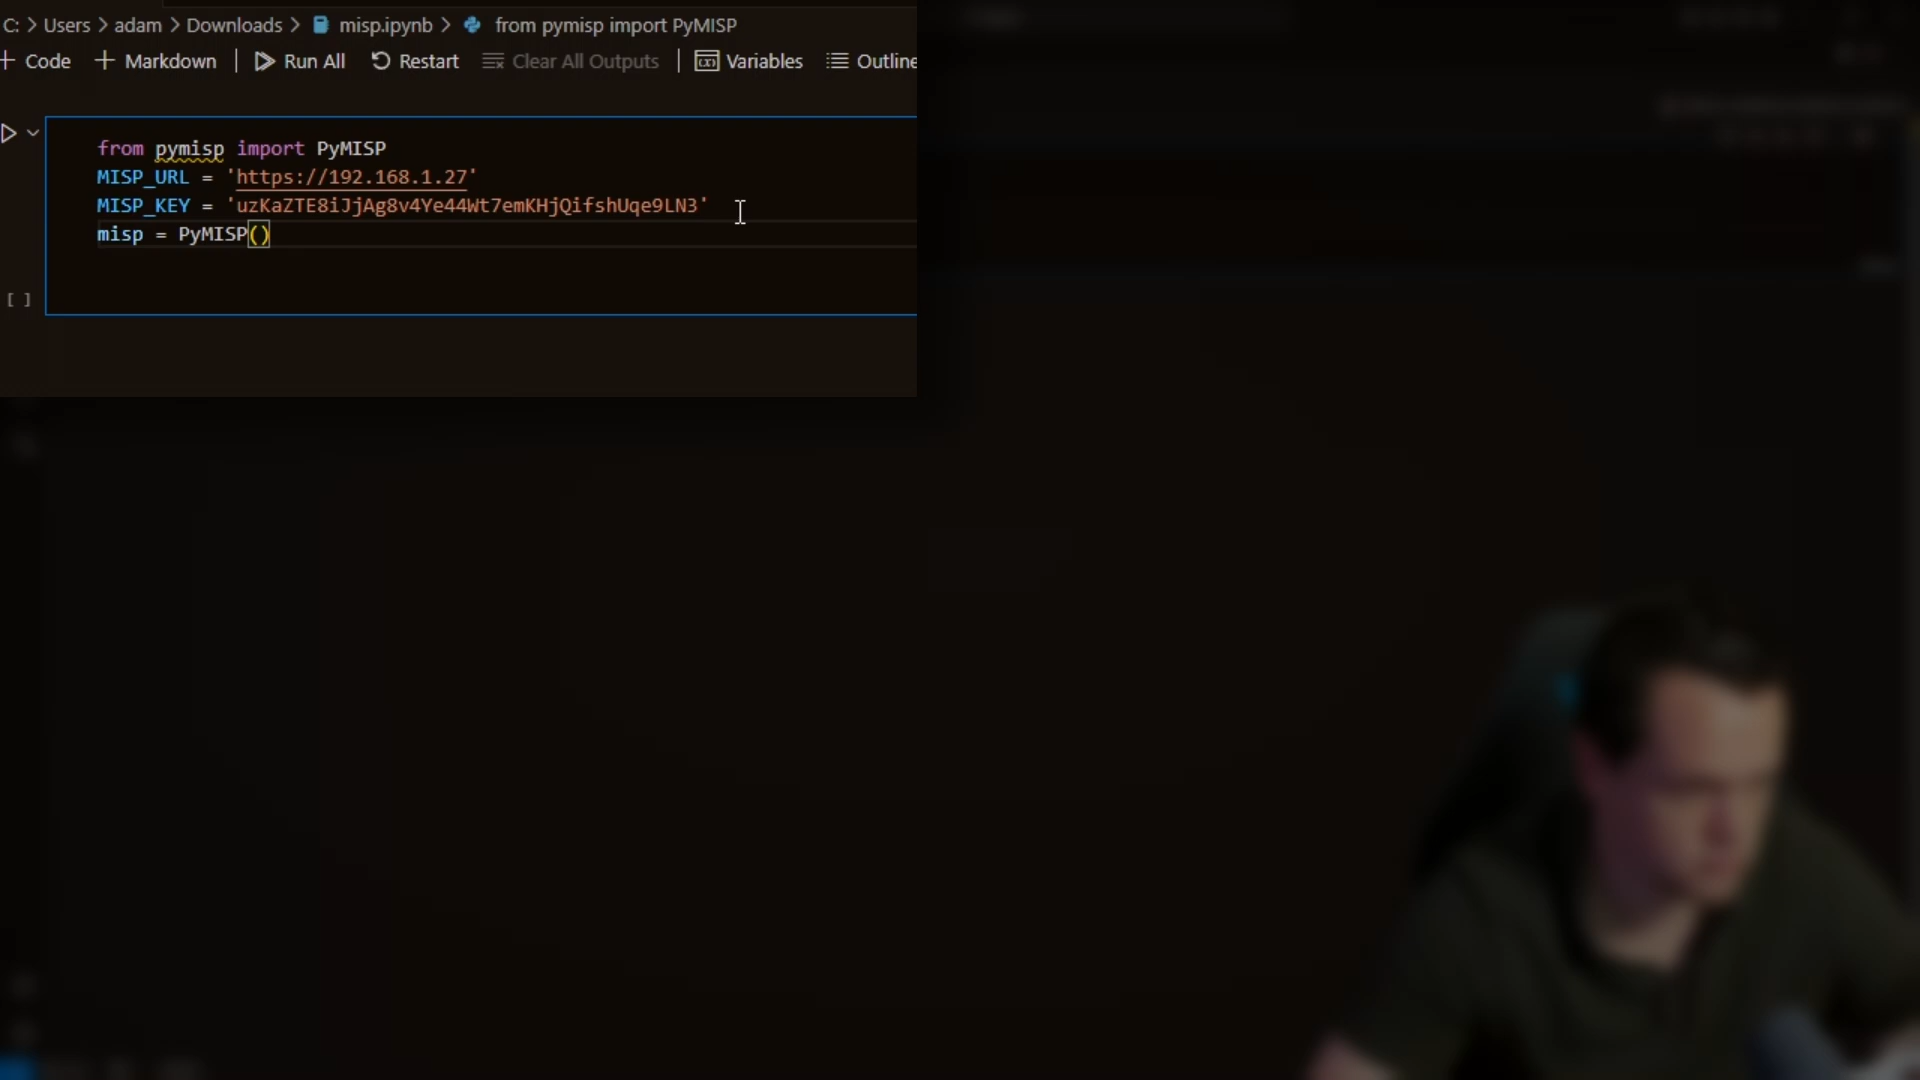 C: > Users > adam > Downloads > misp.ipynb > from pymisp import PyMISP
+ Code + Markdown | Run All Restart Clear All Outputs | Variables Outline
from pymisp import PyMISP
MISP_URL = 'https://192.168.1.27'
MISP_KEY = 'uzKaZTE8iJjAg8v4Ye44Wt7emKHjQifshUqe9LN3'
misp = PyMISP()
[ ]